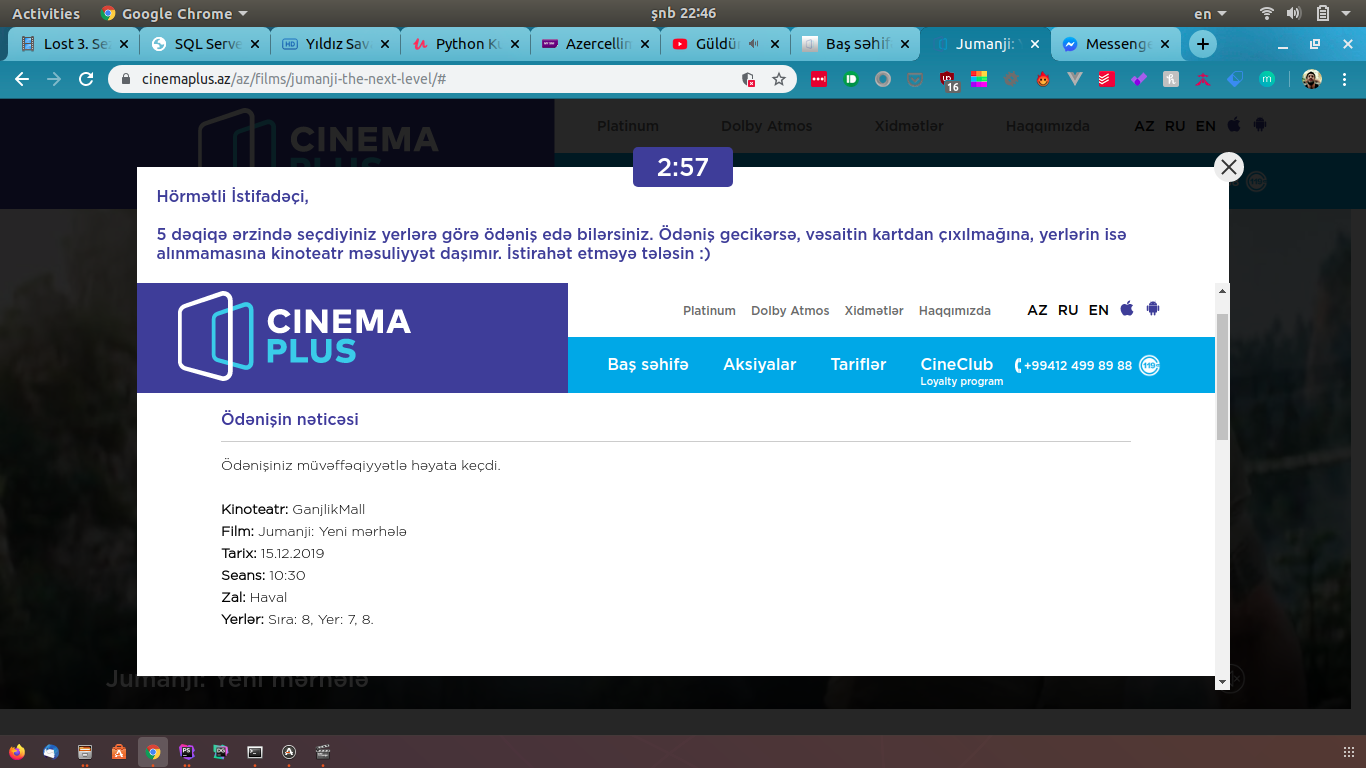 Activities Google Chrome şnb 22:46 en
Lost 3. Se SQL Serve Yıldız Sav Python Ku Azercellin Güldü Baş səhif Jumanji: Messenge
cinemaplus.az/az/films/jumanji-the-next-level/# 16
CINEMA PLUS
Platinum Dolby Atmos Xidmətlər Haqqımızda AZ RU EN
2:57
Hörmətli İstifadəçi,
5 dəqiqə ərzində seçdiyiniz yerlərə görə ödəniş edə bilərsiniz. Ödəniş gecikərsə, vəsaitin kartdan çıxılmağına, yerlərin isə
alınmamasına kinoteatr məsuliyyət daşımır. İstirahət etməyə tələsin :)
CINEMA
PLUS
Platinum Dolby Atmos Xidmətlər Haqqımızda AZ RU EN
Baş səhifə Aksiyalar Tariflər CineClub +99412 499 89 88 119
Loyalty program
Ödənişin nəticəsi
Ödənişiniz müvəffəqiyyətlə həyata keçdi.
Kinoteatr: GanjlikMall
Film: Jumanji: Yeni mərhələ
Tarix: 15.12.2019
Seans: 10:30
Zal: Haval
Yerlər: Sıra: 8, Yer: 7, 8.
Jumanji: Yeni mərhələ